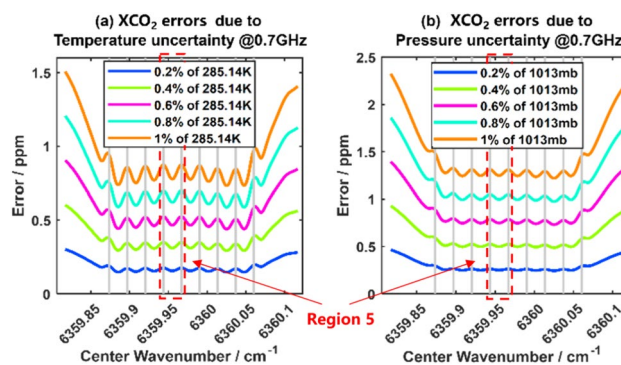 (a) XCO₂ errors due to
Temperature uncertainty @0.7GHz
Error / ppm
1.5
1
0.5
0
0.2% of 285.14K
0.4% of 285.14K
0.6% of 285.14K
0.8% of 285.14K
1% of 285.14K
6359.85
6359.9
6359.95
6360
6360.05
6360.1
Center Wavenumber / cm⁻¹
Region 5
(b) XCO₂ errors due to
Pressure uncertainty @0.7GHz
Error / ppm
2.5
2
1.5
1
0.5
0
0.2% of 1013mb
0.4% of 1013mb
0.6% of 1013mb
0.8% of 1013mb
1% of 1013mb
6359.85
6359.9
6359.95
6360
6360.05
6360.1
Center Wavenumber / cm⁻¹